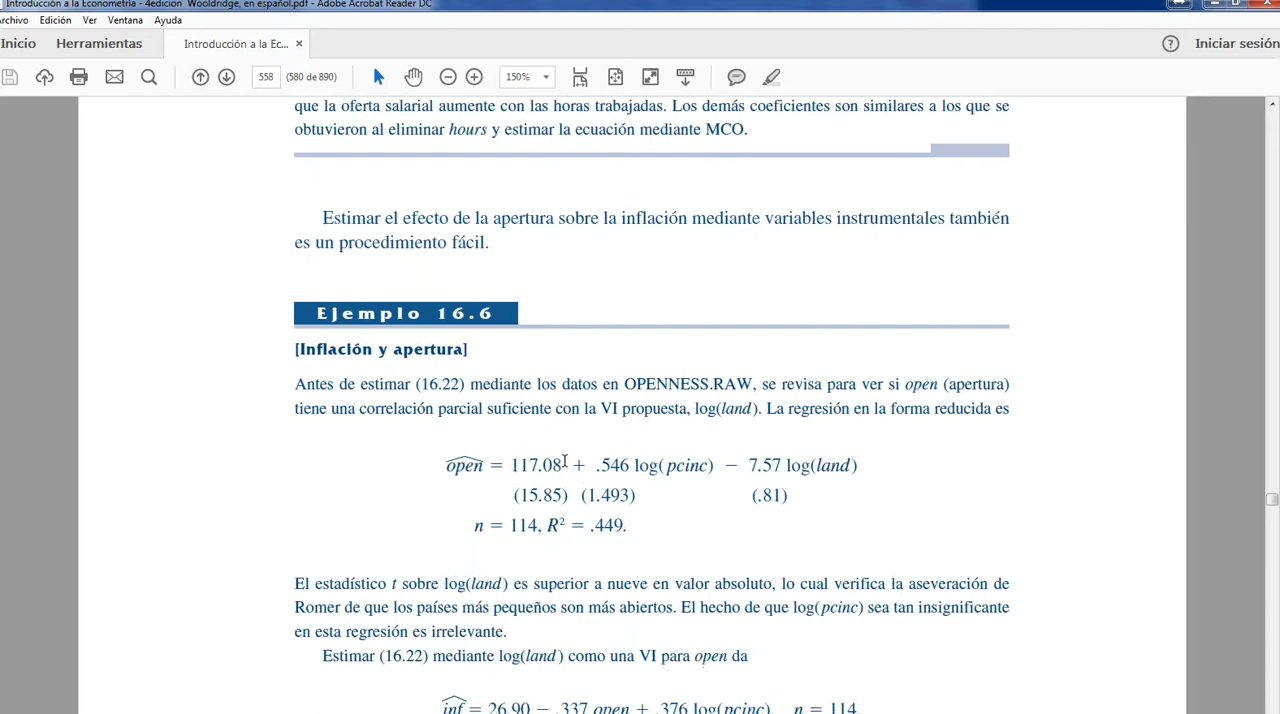 Introducción a la Econometría - 4edicion Wooldridge, en español.pdf - Adobe Acrobat Reader DC
Archivo Edición Ver Ventana Ayuda
Inicio Herramientas Introducción a la Ec... × ? Iniciar sesión
558 (580 de 890) 150%
que la oferta salarial aumente con las horas trabajadas. Los demás coeficientes son similares a los que se
obtuvieron al eliminar hours y estimar la ecuación mediante MCO.
Estimar el efecto de la apertura sobre la inflación mediante variables instrumentales también
es un procedimiento fácil.
Ejemplo 16.6
[Inflación y apertura]
Antes de estimar (16.22) mediante los datos en OPENNESS.RAW, se revisa para ver si open (apertura)
tiene una correlación parcial suficiente con la VI propuesta, log(land). La regresión en la forma reducida es
open̂ = 117.08 + .546 log(pcinc) − 7.57 log(land)
(15.85) (1.493) (.81)
n = 114, R² = .449.
El estadístico t sobre log(land) es superior a nueve en valor absoluto, lo cual verifica la aseveración de
Romer de que los países más pequeños son más abiertos. El hecho de que log(pcinc) sea tan insignificante
en esta regresión es irrelevante.
Estimar (16.22) mediante log(land) como una VI para open da
inf̂ = 26.90 − .337 open + .376 log(pcinc), n = 114,